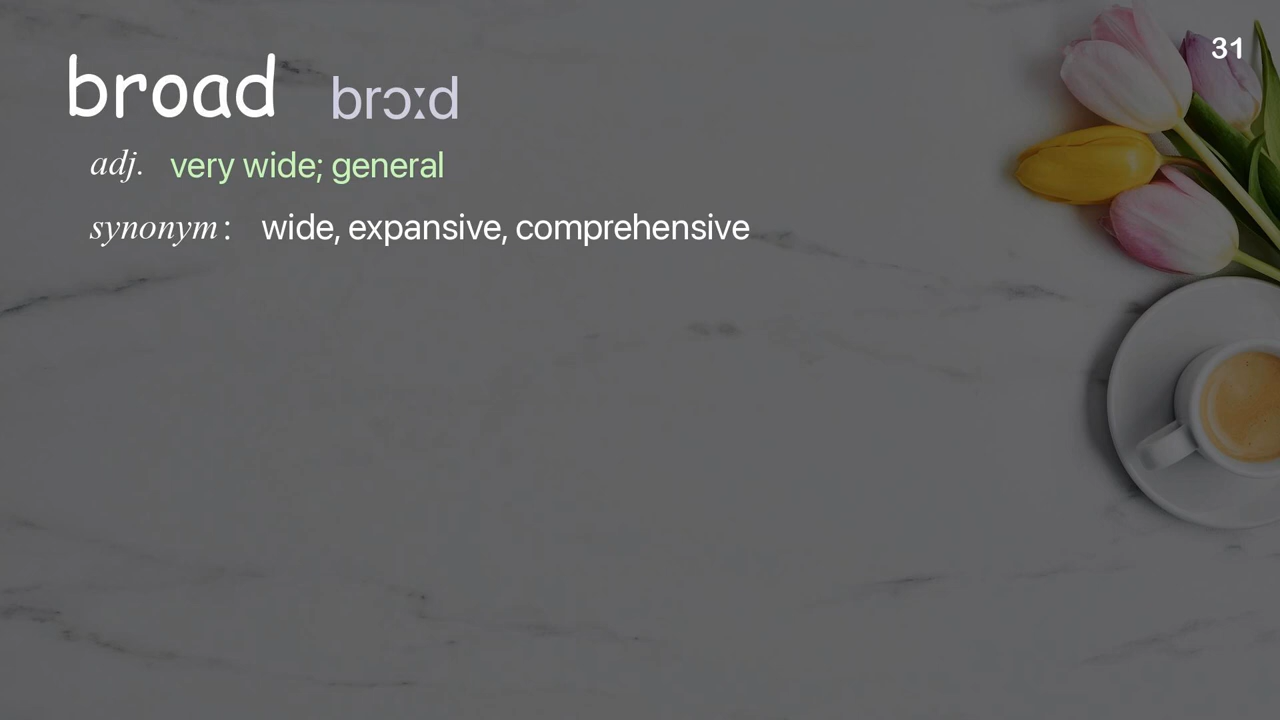 31
broad brɔːd
adj. very wide; general
synonym: wide, expansive, comprehensive